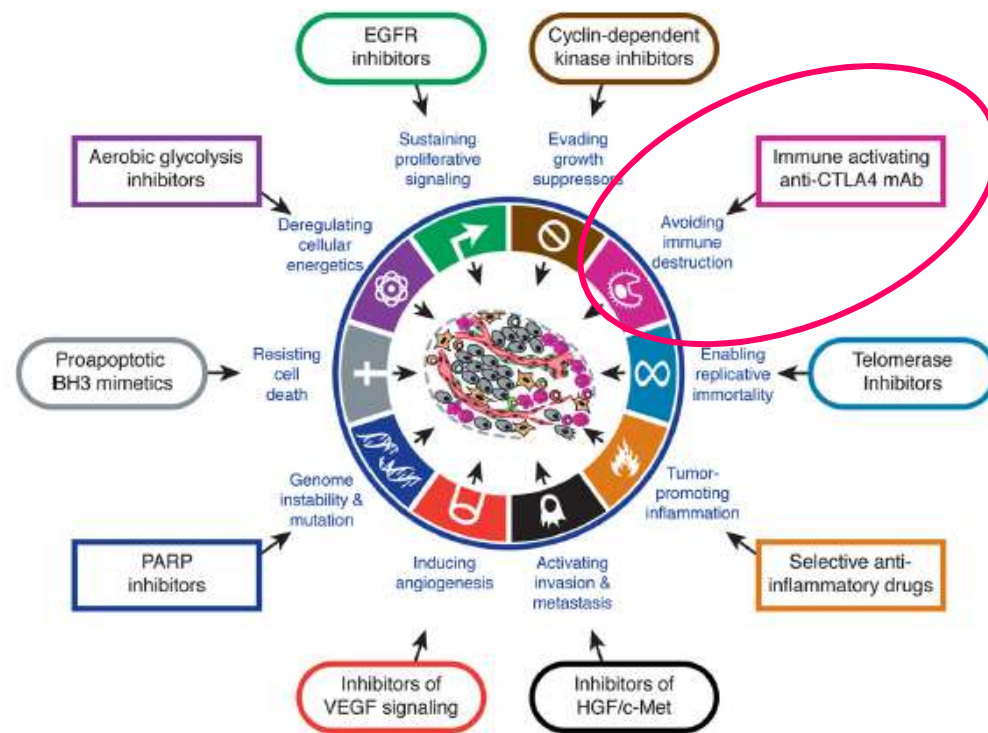 EGFR
inhibitors
Cyclin-dependent
kinase inhibitors
Sustaining
proliferative
signaling
Evading
growth
suppressors
Aerobic glycolysis
inhibitors
Immune activating
anti-CTLA4 mAb
Deregulating
cellular
energetics
Avoiding
immune
destruction
Proapoptotic
BH3 mimetics
Resisting
cell
death
Enabling
replicative
immortality
Telomerase
Inhibitors
Genome
instability &
mutation
Tumor-
promoting
inflammation
PARP
inhibitors
Inducing
angiogenesis
Activating
invasion &
metastasis
Selective anti-
inflammatory drugs
Inhibitors of
VEGF signaling
Inhibitors of
HGF/c-Met